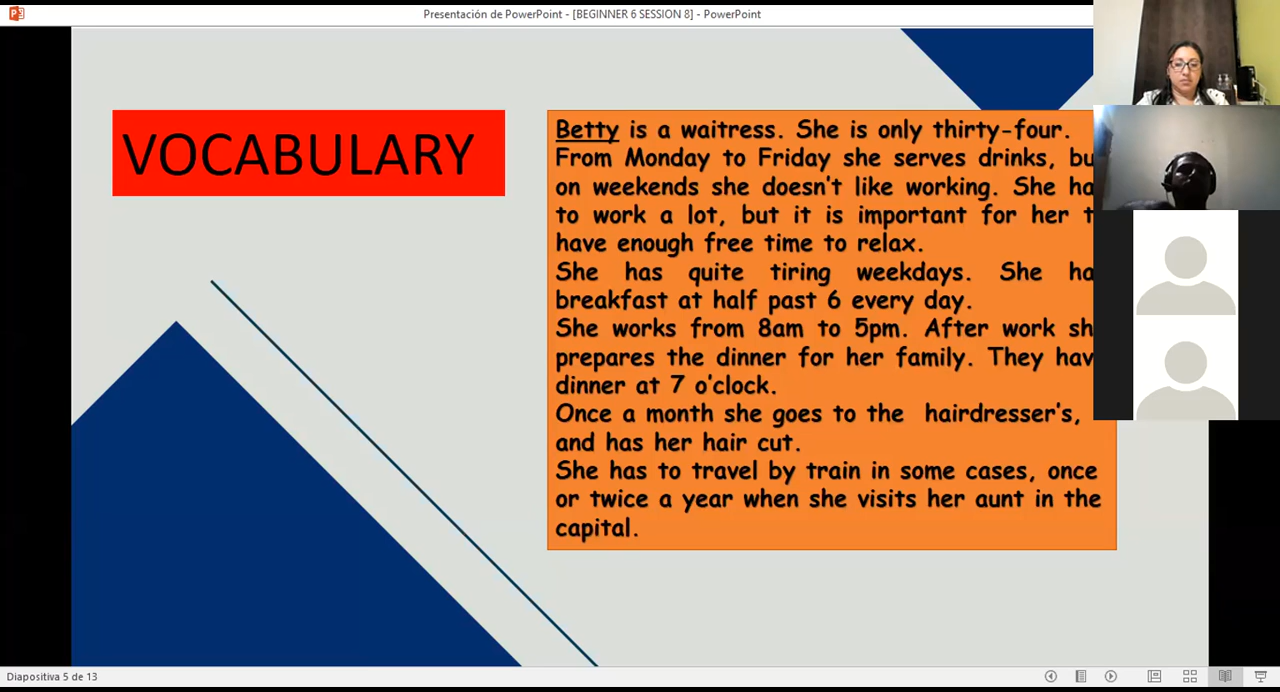 Presentación de PowerPoint - [BEGINNER 6 SESSION 8] - PowerPoint
VOCABULARY
Betty is a waitress. She is only thirty-four.
From Monday to Friday she serves drinks,
on weekends she doesn't like working. She
to work a lot, but it is important for her
have enough free time to relax.
She has quite tiring weekdays. She
breakfast at half past 6 every day.
She works from 8am to 5pm. After work
prepares the dinner for her family. They
dinner at 7 o'clock.
Once a month she goes to the hairdresser's,
and has her hair cut.
She has to travel by train in some cases, once
or twice a year when she visits her aunt in the
capital.
Diapositiva 5 de 13